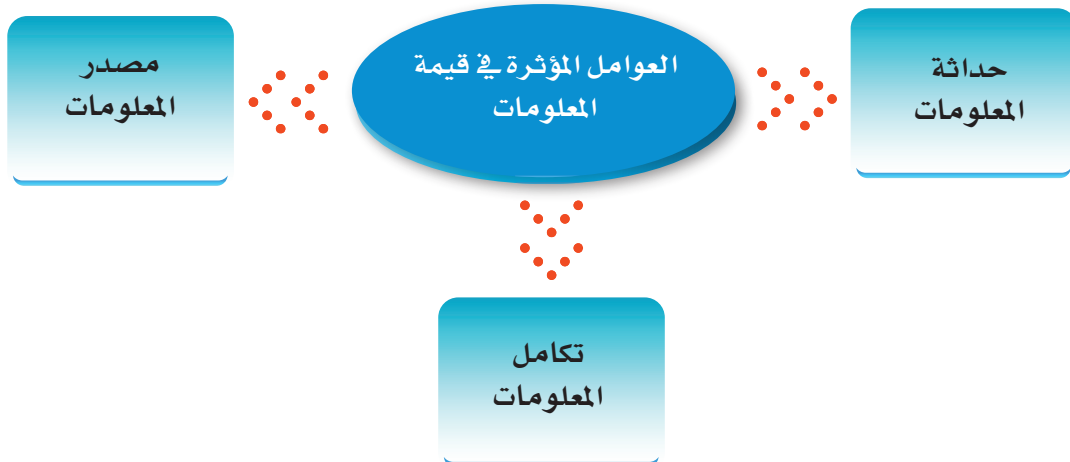 العوامل المؤثرة في قيمة
المعلومات
حداثة
المعلومات
مصدر
المعلومات
تكامل
المعلومات